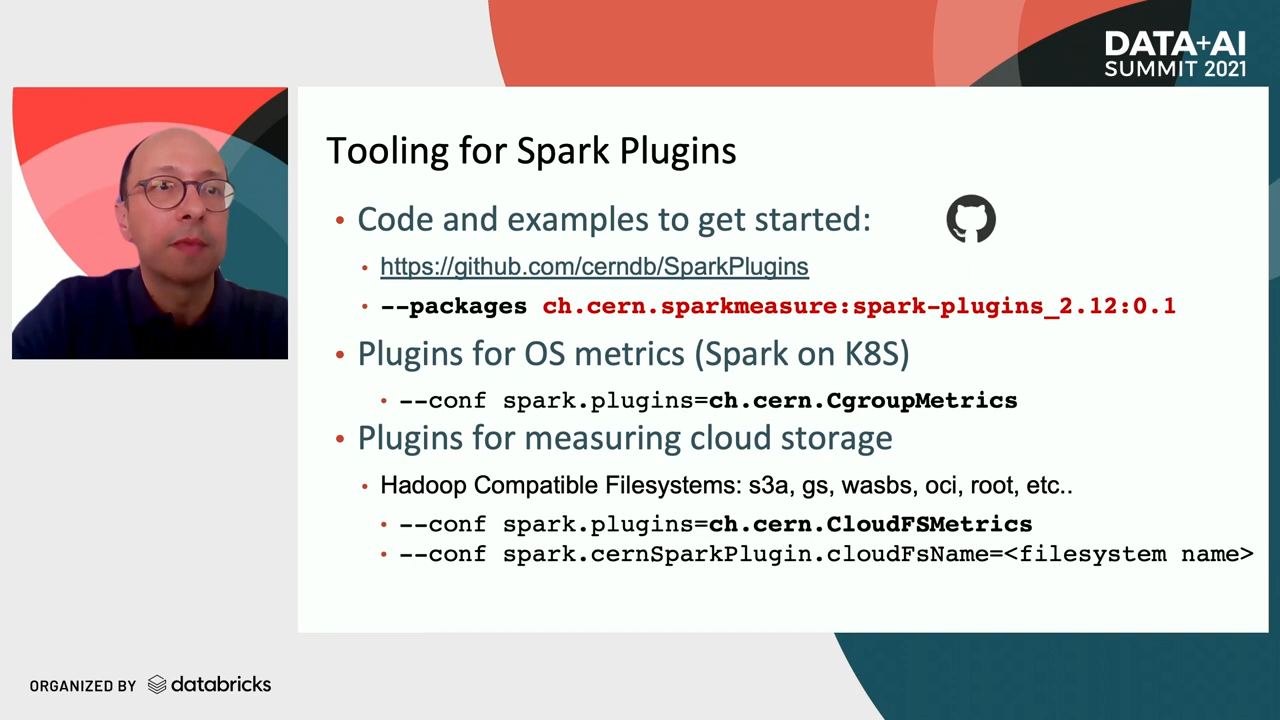 DATA+AI
SUMMIT 2021
Tooling for Spark Plugins
• Code and examples to get started:
• https://github.com/cerndb/SparkPlugins
• --packages ch.cern.sparkmeasure:spark-plugins_2.12:0.1
• Plugins for OS metrics (Spark on K8S)
• --conf spark.plugins=ch.cern.CgroupMetrics
• Plugins for measuring cloud storage
• Hadoop Compatible Filesystems: s3a, gs, wasbs, oci, root, etc..
• --conf spark.plugins=ch.cern.CloudFSMetrics
• --conf spark.cernSparkPlugin.cloudFsName=<filesystem name>
ORGANIZED BY databricks